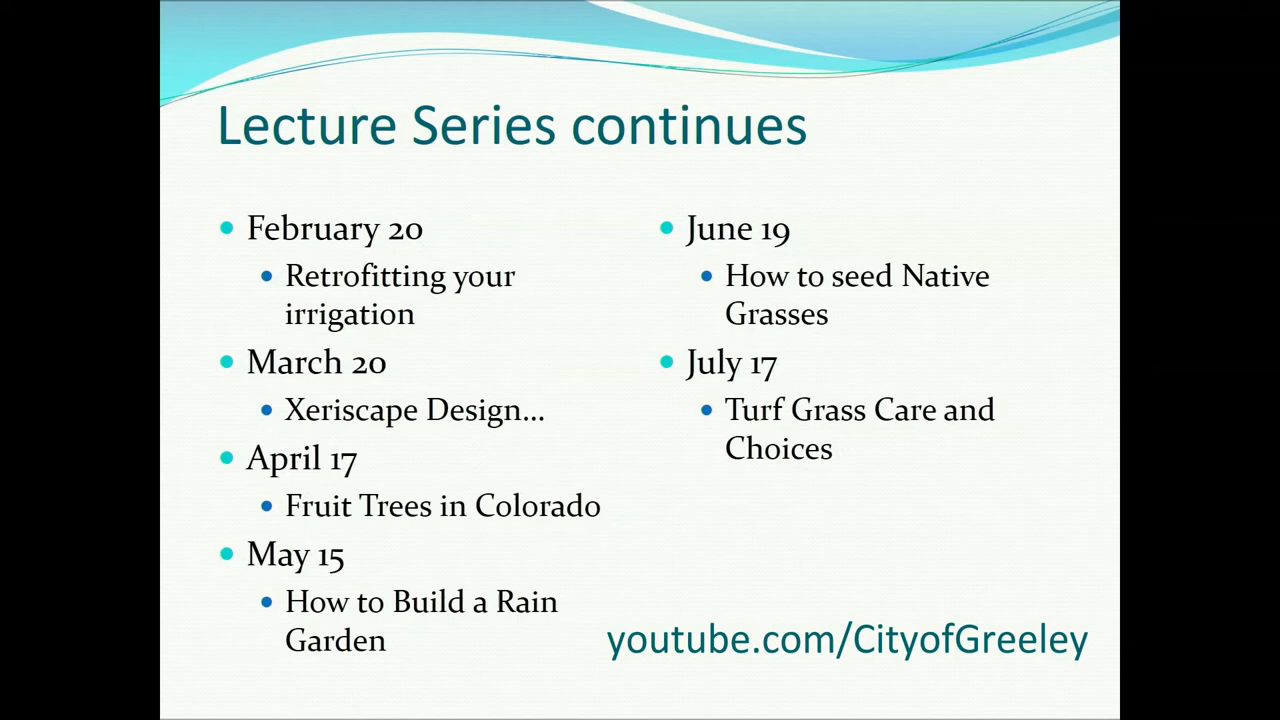 Lecture Series continues
February 20
Retrofitting your
irrigation
March 20
Xeriscape Design...
April 17
Fruit Trees in Colorado
May 15
How to Build a Rain
Garden
June 19
How to seed Native
Grasses
July 17
Turf Grass Care and
Choices
youtube.com/CityofGreeley